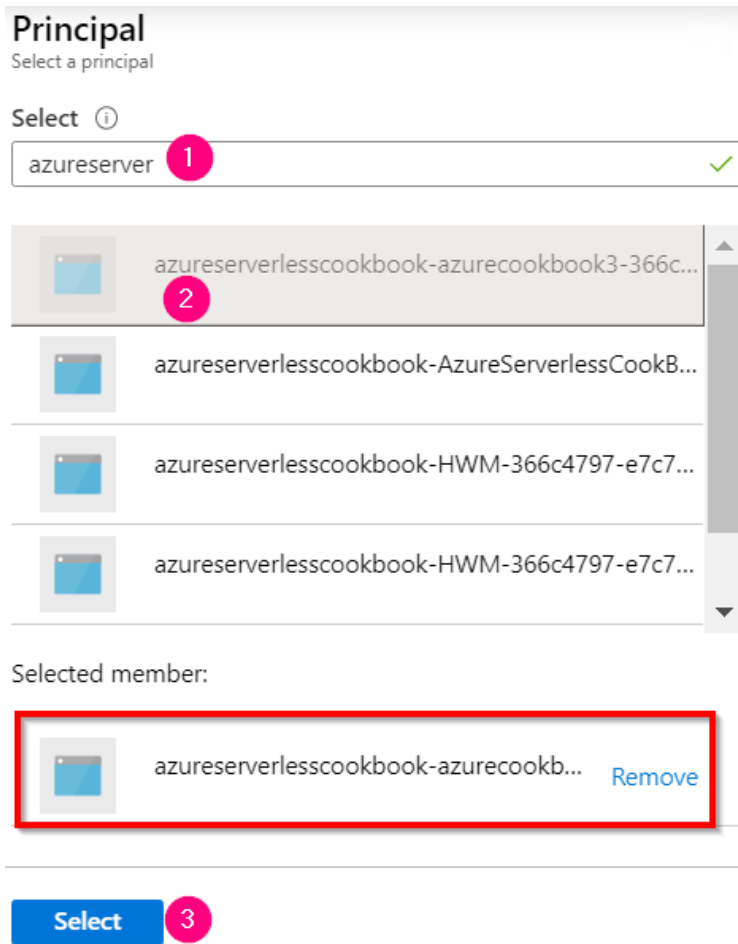 Principal
Select a principal
Select
azureserver 1
azureserverlesscookbook-azurecookbook3-366c...
2
azureserverlesscookbook-AzureServerlessCookB...
azureserverlesscookbook-HWM-366c4797-e7c7...
azureserverlesscookbook-HWM-366c4797-e7c7...
Selected member:
azureserverlesscookbook-azurecookb... Remove
Select 3